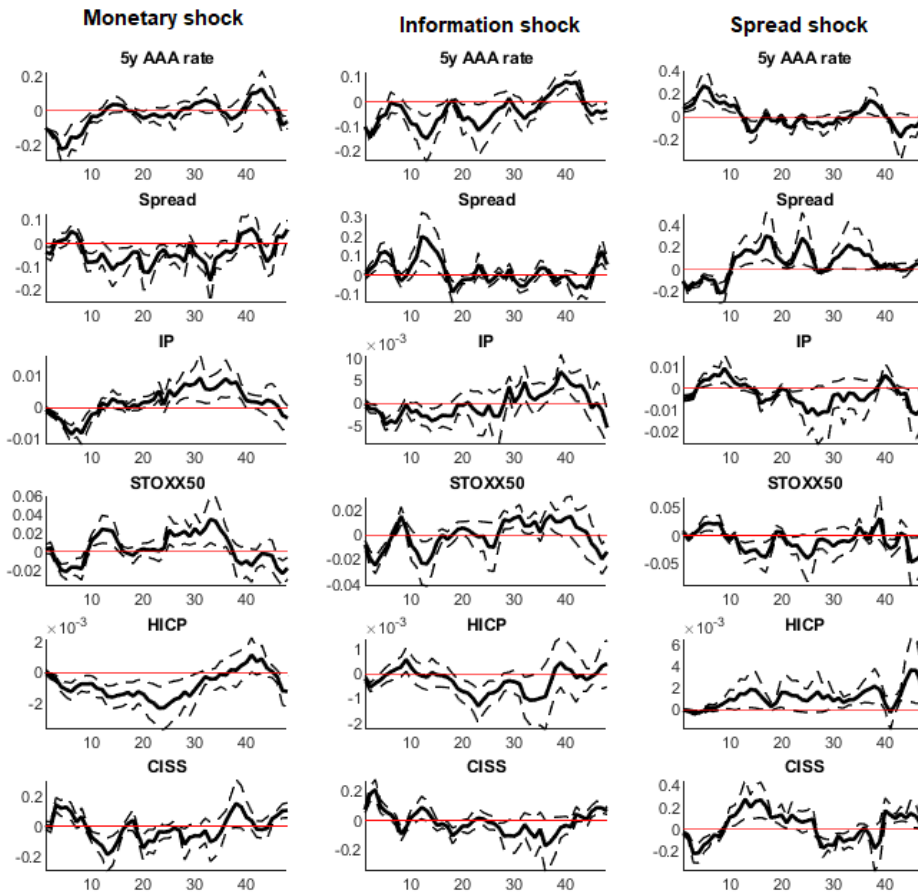 Monetary shock Information shock Spread shock
5y AAA rate 5y AAA rate 5y AAA rate
0.2 0.1 0.4
0 0 0.2
-0.2 -0.1 0
-0.2 -0.2
10 20 30 40 10 20 30 40 10 20 30 40
Spread Spread Spread
0.1 0.3 0.4
0 0.2 0.2
-0.1 0.1 0
-0.2 0 -0.2
-0.1
10 20 30 40 10 20 30 40 10 20 30 40
IP IP IP
×10-3
0.01 10 0.01
0 5 0
-0.01 0 -0.01
-5 -0.02
10 20 30 40 10 20 30 40 10 20 30 40
STOXX50 STOXX50 STOXX50
0.06 0.02 0.05
0.04 0 0
0.02 -0.02 -0.05
0 -0.04
-0.02
10 20 30 40 10 20 30 40 10 20 30 40
HICP HICP HICP
×10-3 ×10-3 ×10-3
2 1 6
0 0 4
-2 -1 2
-2 0
10 20 30 40 10 20 30 40 10 20 30 40
CISS CISS CISS
0.2 0.2 0.4
0 0 0.2
-0.2 -0.2 0
-0.2
10 20 30 40 10 20 30 40 10 20 30 40